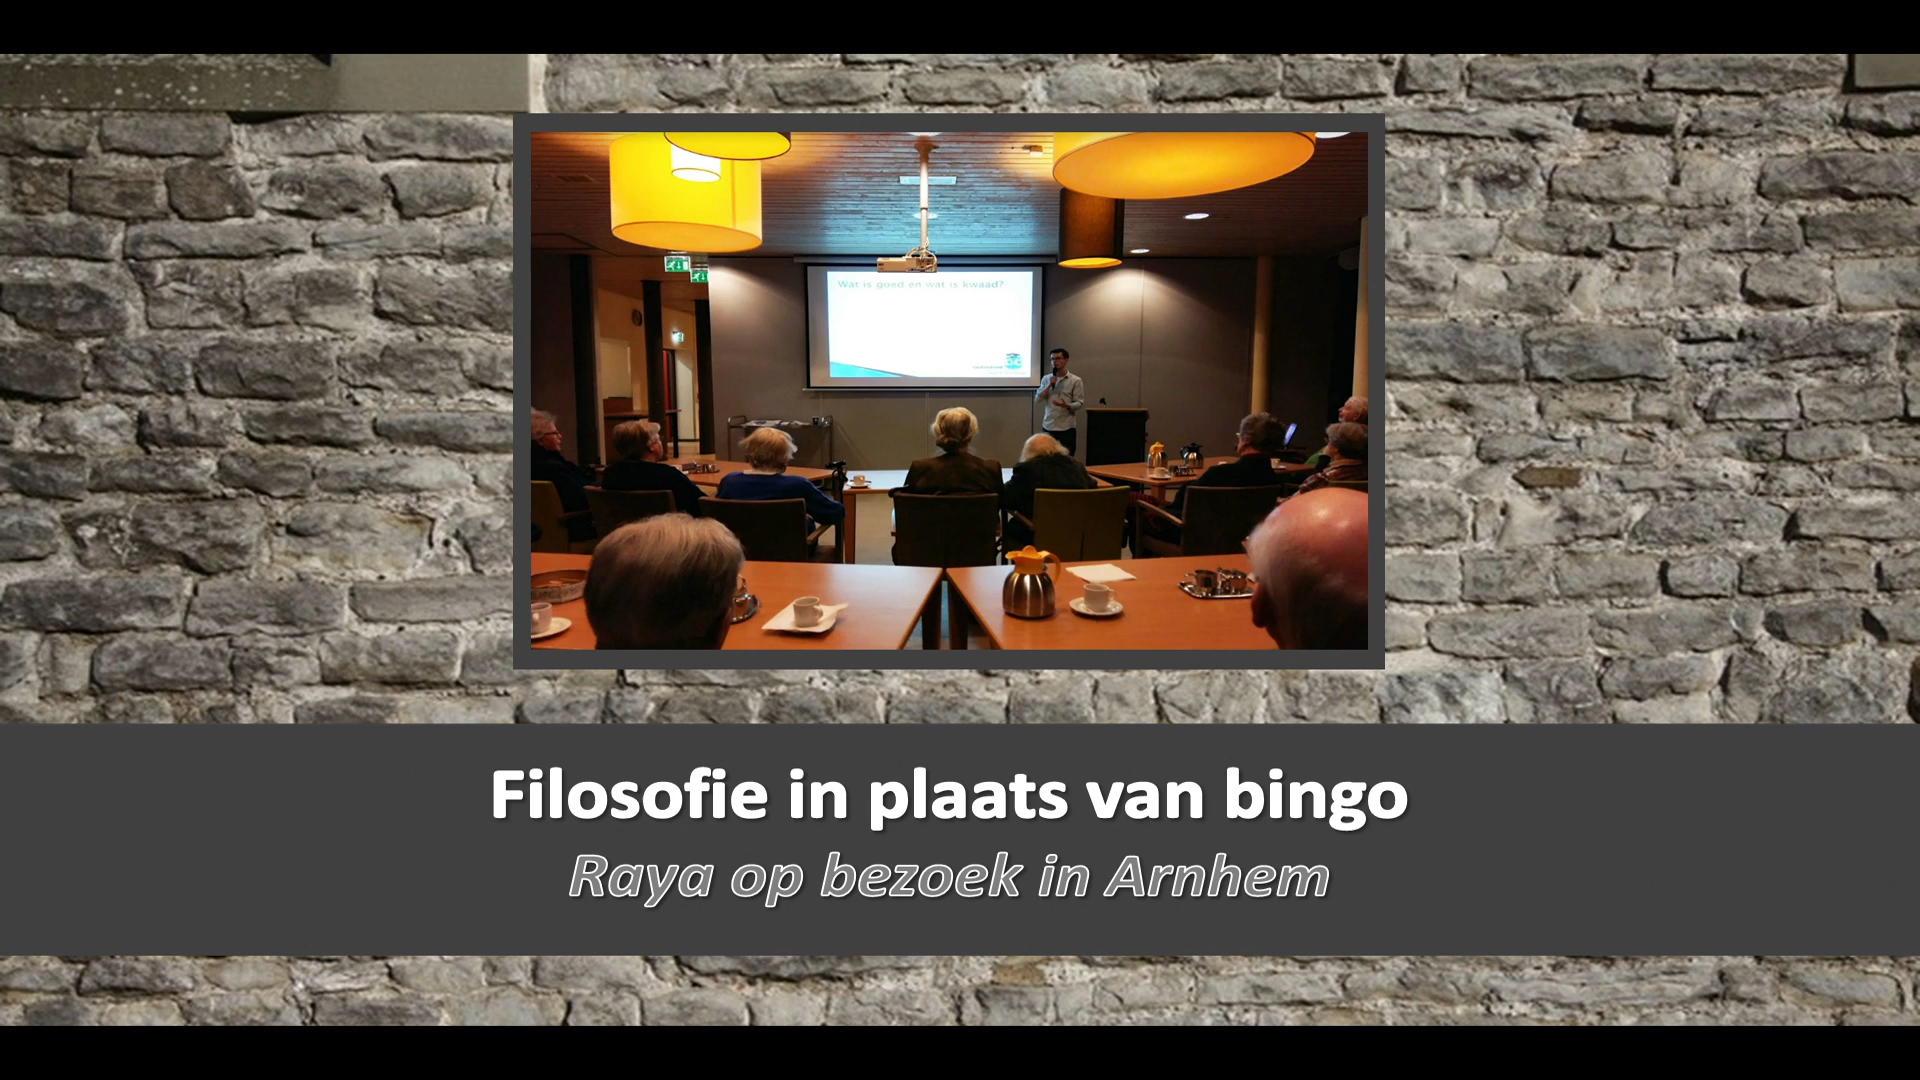 Wat is goed en wat is kwaad?
Filosofie in plaats van bingo
Raya op bezoek in Arnhem